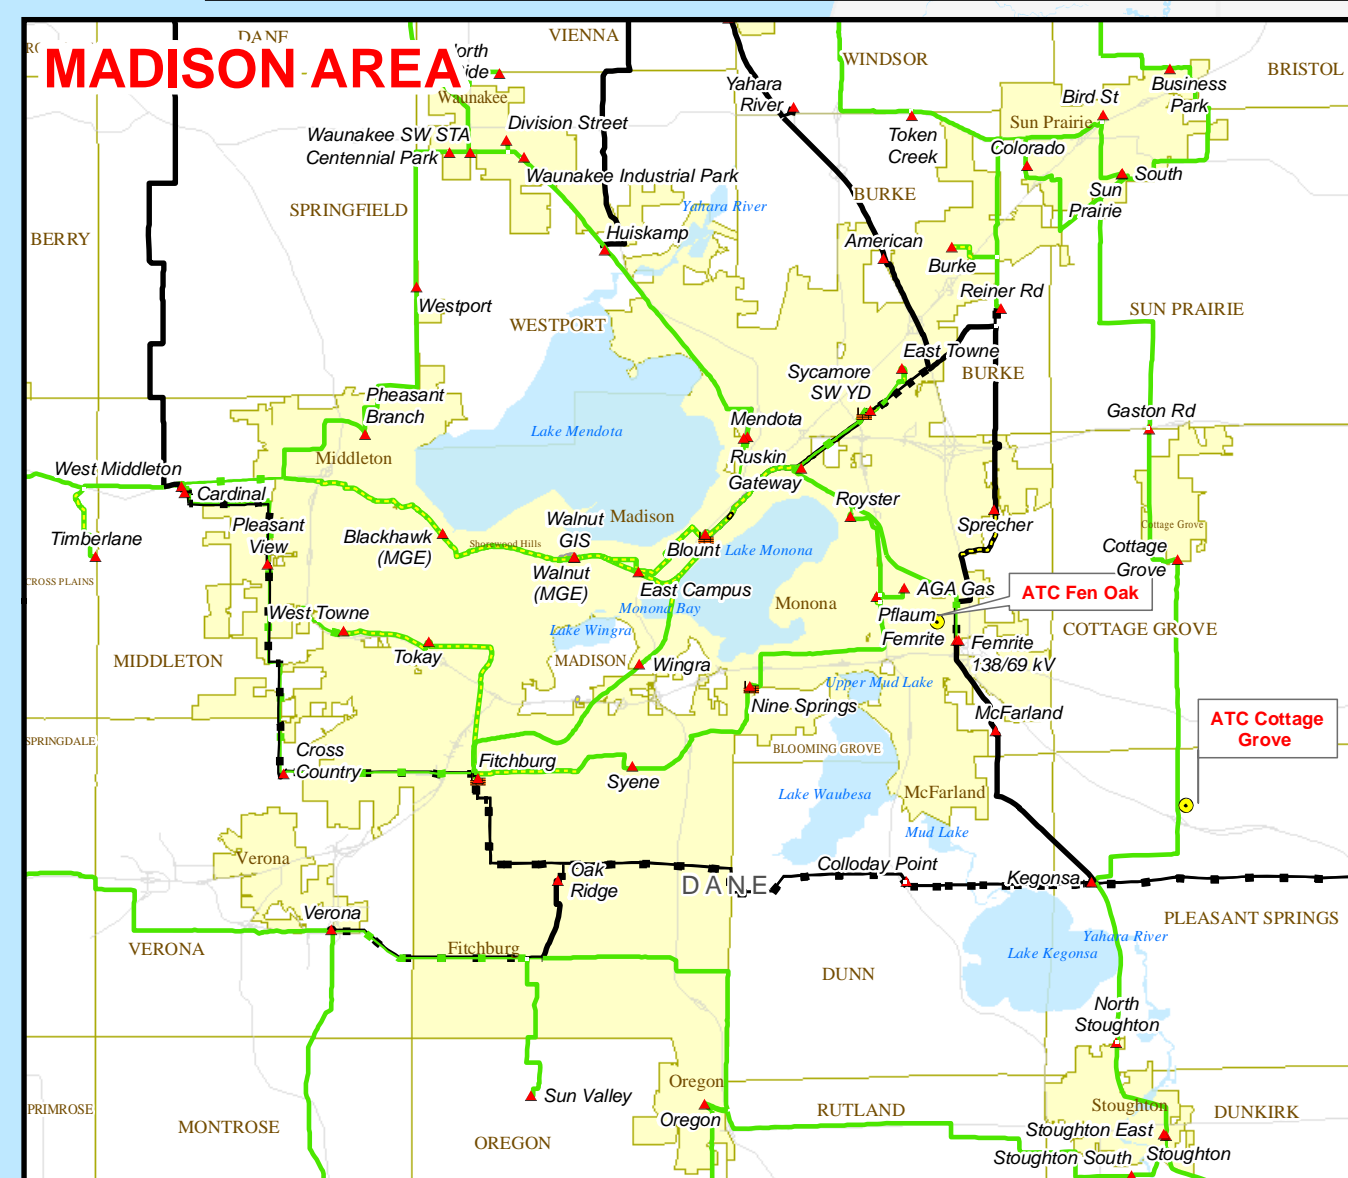 DANE
VIENNA
WINDSOR
BRISTOL
MADISON AREA
Waunakee
Yahara
River
Bird St
Business
Park
Sun Prairie
Token
Creek
Colorado
Division Street
Waunakee SW STA
Centennial Park
Waunakee Industrial Park
South
Sun
Prairie
SPRINGFIELD
Yahara River
BURKE
BERRY
Huiskamp
American
Burke
Reiner Rd
Westport
WESTPORT
SUN PRAIRIE
East Towne
BURKE
Sycamore
SW YD
Pheasant
Branch
Gaston Rd
Mendota
Lake Mendota
Middleton
Ruskin
Gateway
West Middleton
Cardinal
Royster
Pleasant
View
Walnut
GIS
Madison
Sprecher
Cottage Grove
Timberlane
Blackhawk
(MGE)
Shorewood Hills
Blount
Lake Monona
Cottage
Grove
CROSS PLAINS
Walnut
(MGE)
East Campus
AGA Gas
ATC Fen Oak
Monona Bay
Monona
Pflaum
West Towne
Lake Wingra
Femrite
Femrite
138/69 kV
COTTAGE GROVE
Tokay
MADISON
Wingra
MIDDLETON
Upper Mud Lake
Nine Springs
McFarland
ATC Cottage
Grove
SPRINGDALE
Cross
Country
Fitchburg
BLOOMING GROVE
Syene
Lake Waubesa
McFarland
Mud Lake
Verona
Oak
Ridge
DANE
Colloday Point
Kegonsa
Verona
PLEASANT SPRINGS
VERONA
Fitchburg
Yahara River
Lake Kegonsa
DUNN
North
Stoughton
Sun Valley
Oregon
PRIMROSE
MONTROSE
OREGON
Oregon
RUTLAND
Stoughton
DUNKIRK
Stoughton East
Stoughton South
Stoughton